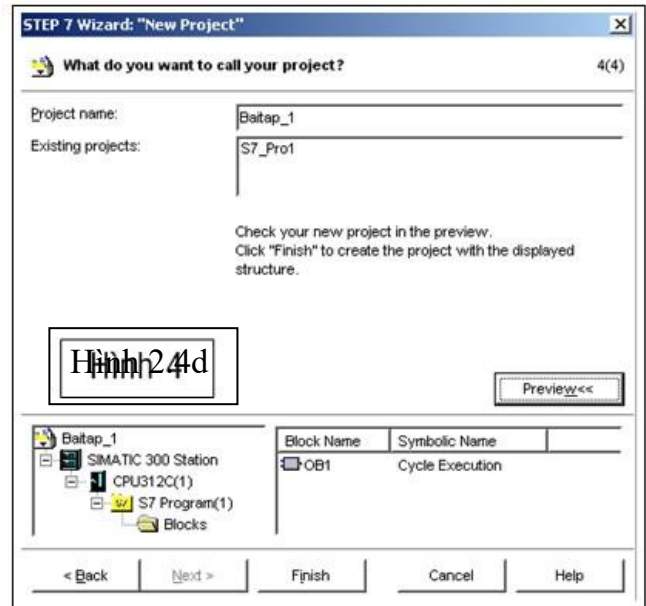 STEP 7 Wizard: "New Project"
What do you want to call your project? 4(4)
Project name: Baitap_1
Existing projects: S7_Pro1
Check your new project in the preview.
Click "Finish" to create the project with the displayed
structure.
Hình 2.4d
Preview<<
Baitap_1
SIMATIC 300 Station
CPU312C(1)
S7 Program(1)
Blocks
Block Name Symbolic Name
OB1 Cycle Execution
< Back Next > Finish Cancel Help